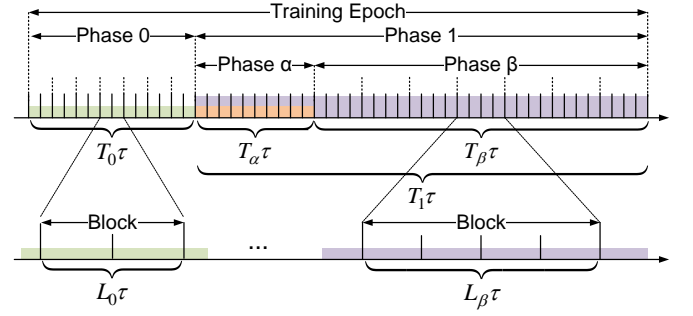 Training Epoch
Phase 0
Phase 1
Phase α
Phase β
T₀τ
T_ατ
T_βτ
T₁τ
Block
...
Block
L₀τ
L_βτ